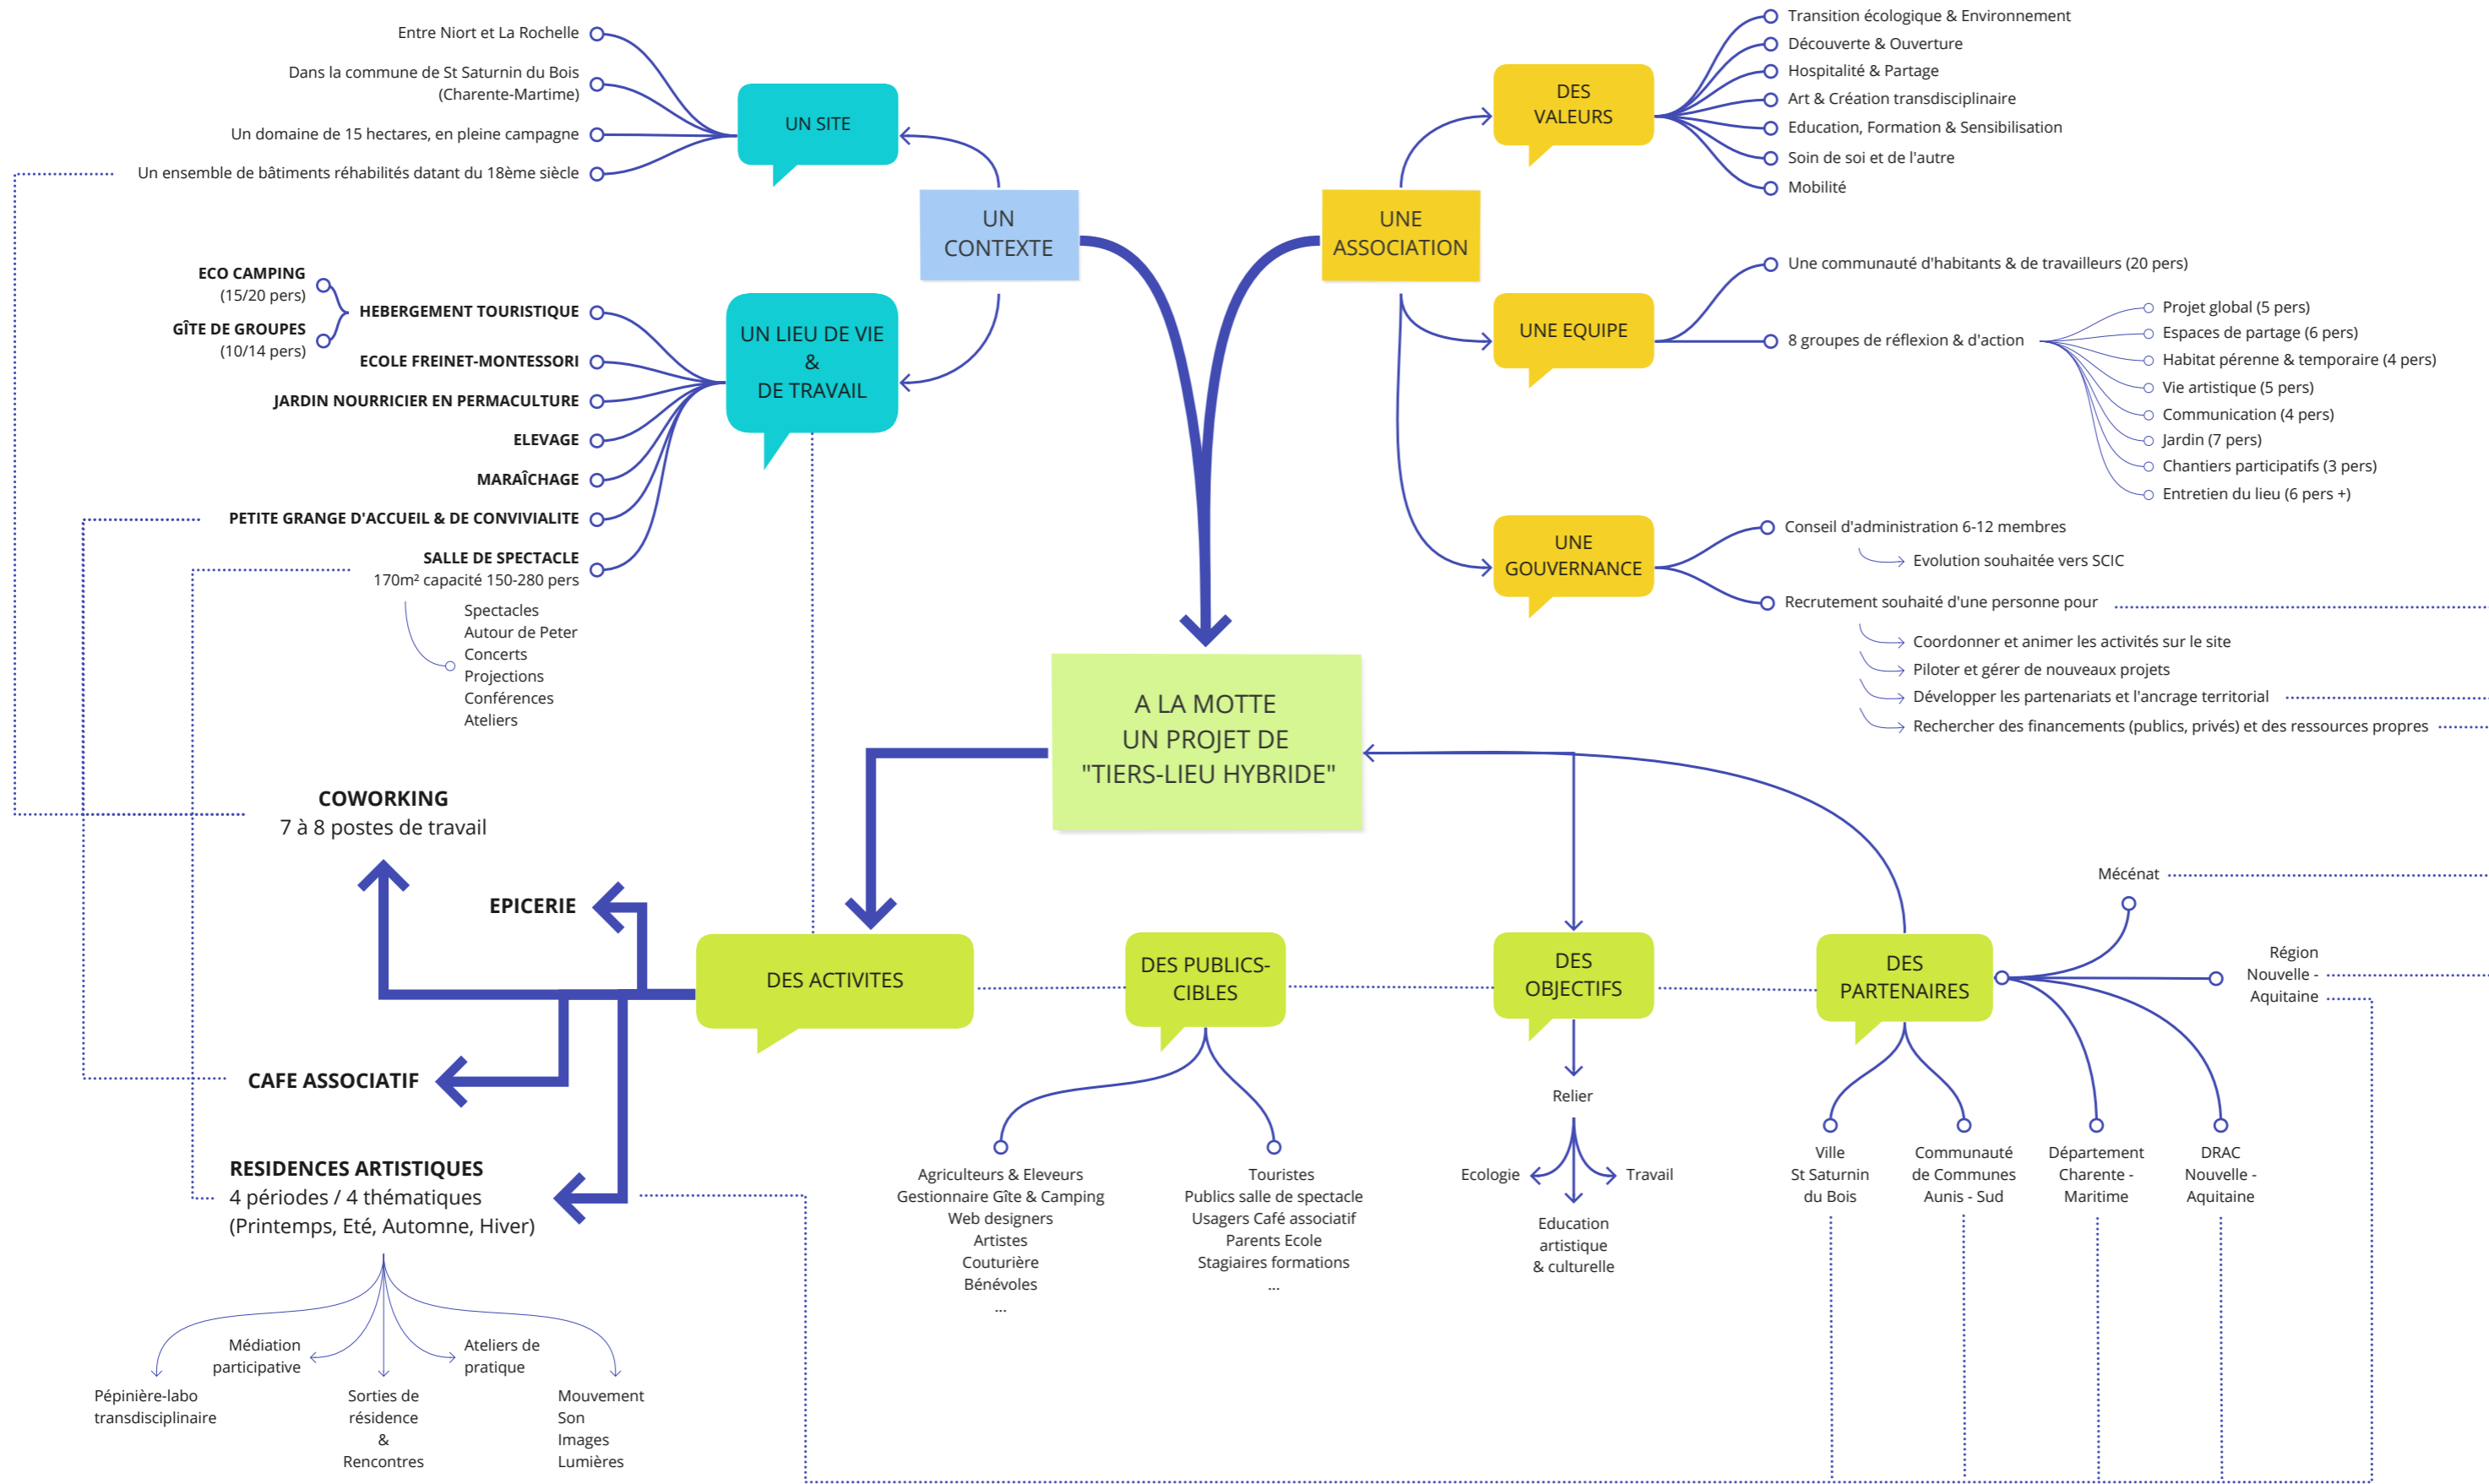 Entre Niort et La Rochelle
Dans la commune de St Saturnin du Bois
(Charente-Martime)
Un domaine de 15 hectares, en pleine campagne
Un ensemble de bâtiments réhabilités datant du 18ème siècle
UN SITE
UN
CONTEXTE
ECO CAMPING
(15/20 pers)
GÎTE DE GROUPES
(10/14 pers)
HEBERGEMENT TOURISTIQUE
ECOLE FREINET-MONTESSORI
JARDIN NOURRICIER EN PERMACULTURE
ELEVAGE
MARAÎCHAGE
PETITE GRANGE D'ACCUEIL & DE CONVIVIALITE
SALLE DE SPECTACLE
170m² capacité 150-280 pers
Spectacles
Autour de Peter
Concerts
Projections
Conférences
Ateliers
UN LIEU DE VIE
&
DE TRAVAIL
UNE
ASSOCIATION
DES
VALEURS
Transition écologique & Environnement
Découverte & Ouverture
Hospitalité & Partage
Art & Création transdisciplinaire
Education, Formation & Sensibilisation
Soin de soi et de l'autre
Mobilité
UNE EQUIPE
Une communauté d'habitants & de travailleurs (20 pers)
8 groupes de réflexion & d'action
Projet global (5 pers)
Espaces de partage (6 pers)
Habitat pérenne & temporaire (4 pers)
Vie artistique (5 pers)
Communication (4 pers)
Jardin (7 pers)
Chantiers participatifs (3 pers)
Entretien du lieu (6 pers +)
UNE
GOUVERNANCE
Conseil d'administration 6-12 membres
Evolution souhaitée vers SCIC
Recrutement souhaité d'une personne pour
Coordonner et animer les activités sur le site
Piloter et gérer de nouveaux projets
Développer les partenariats et l'ancrage territorial
Rechercher des financements (publics, privés) et des ressources propres
A LA MOTTE
UN PROJET DE
"TIERS-LIEU HYBRIDE"
COWORKING
7 à 8 postes de travail
EPICERIE
CAFE ASSOCIATIF
RESIDENCES ARTISTIQUES
4 périodes / 4 thématiques
(Printemps, Eté, Automne, Hiver)
Médiation
participative
Ateliers de
pratique
Pépinière-labo
transdisciplinaire
Sorties de
résidence
&
Rencontres
Mouvement
Son
Images
Lumières
DES ACTIVITES
DES PUBLICS-
CIBLES
Agriculteurs & Eleveurs
Gestionnaire Gîte & Camping
Web designers
Artistes
Couturière
Bénévoles
...
Touristes
Publics salle de spectacle
Usagers Café associatif
Parents Ecole
Stagiaires formations
...
DES
OBJECTIFS
Relier
Ecologie
Travail
Education
artistique
& culturelle
DES
PARTENAIRES
Mécénat
Région
Nouvelle -
Aquitaine
Ville
St Saturnin
du Bois
Communauté
de Communes
Aunis - Sud
Département
Charente -
Maritime
DRAC
Nouvelle -
Aquitaine